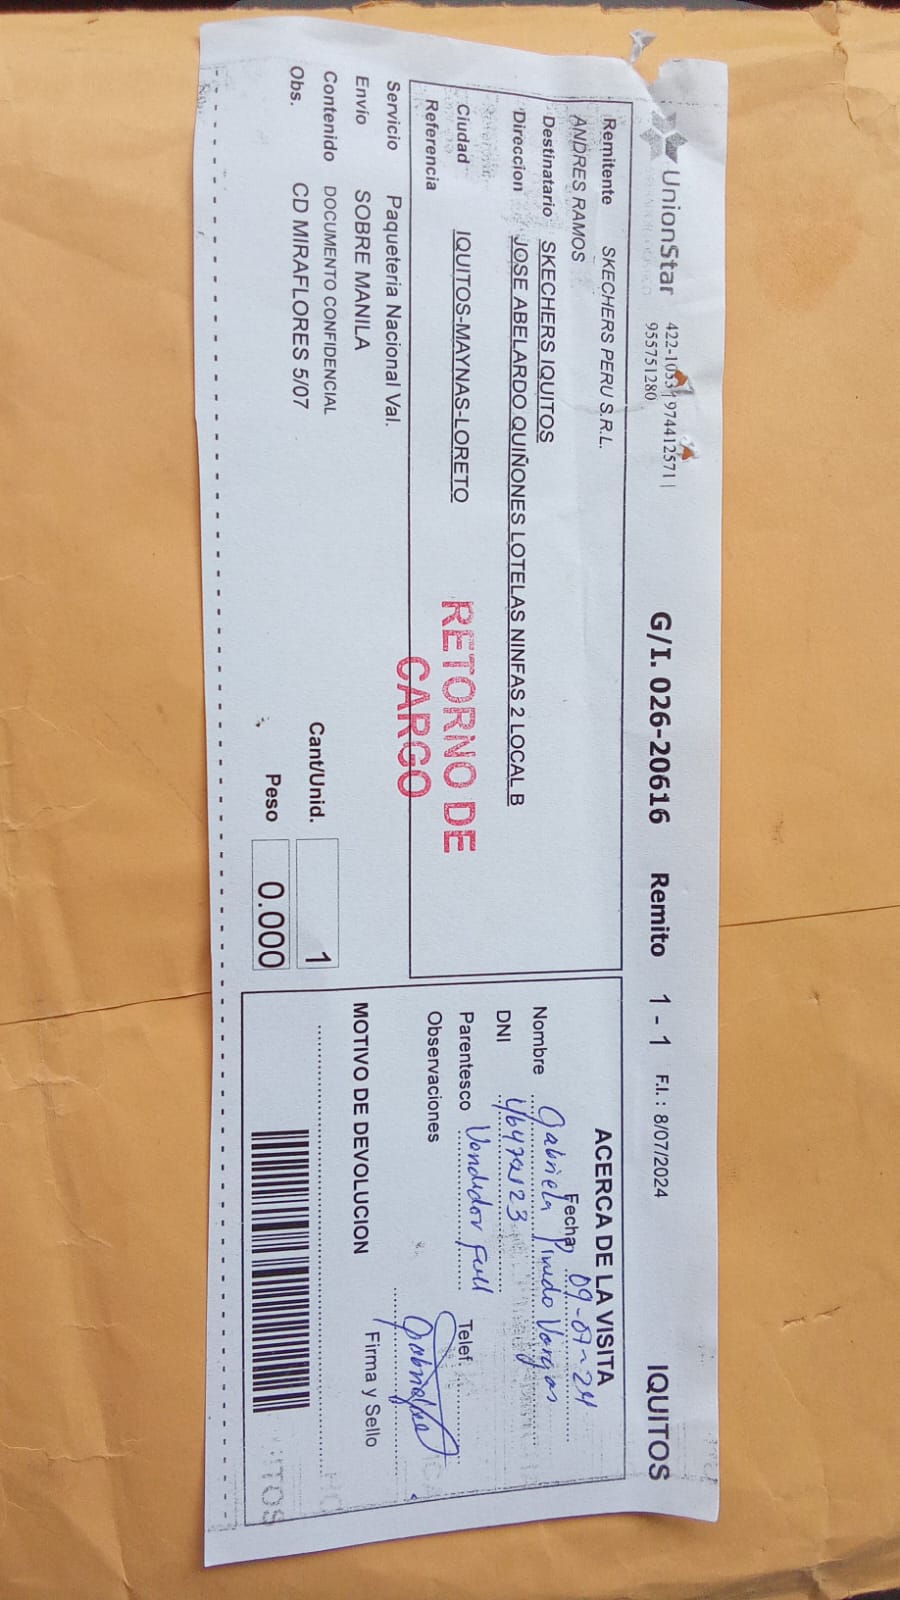 UnionStar
422-1033 | 974412571 |
955751280
G/I. 026-20616 Remito 1 - 1 F.I. : 8/07/2024 IQUITOS
Remitente SKECHERS PERU S.R.L.
ANDRES RAMOS
Destinatario SKECHERS IQUITOS
Direccion JOSE ABELARDO QUIÑONES LOTELAS NINFAS 2 LOCAL B
Ciudad IQUITOS-MAYNAS-LORETO
Referencia
RETORNO DE
CARGO
Servicio Paqueteria Nacional Val.
Envío SOBRE MANILA
Contenido DOCUMENTO CONFIDENCIAL
Obs. CD MIRAFLORES 5/07
Cant/Unid. 1
Peso 0.000
ACERCA DE LA VISITA
Fecha 09-07-24
Nombre Gabriela Pinedo Vargas
DNI
Parentesco Vendedor full Telef.
Observaciones
Firma y Sello
MOTIVO DE DEVOLUCION